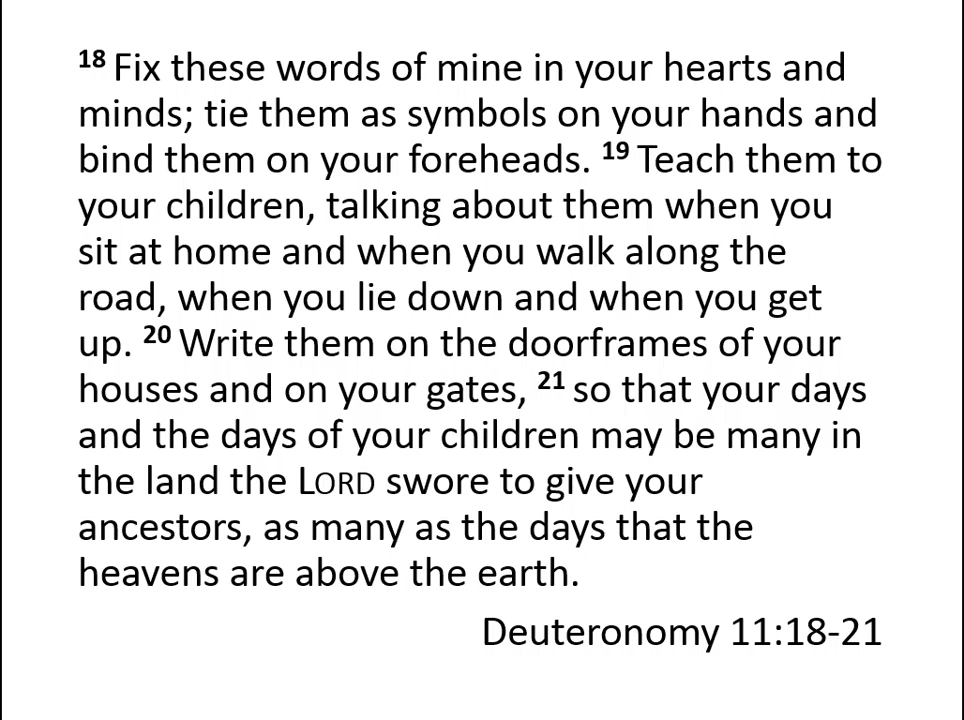 18 Fix these words of mine in your hearts and
minds; tie them as symbols on your hands and
bind them on your foreheads. 19 Teach them to
your children, talking about them when you
sit at home and when you walk along the
road, when you lie down and when you get
up. 20 Write them on the doorframes of your
houses and on your gates, 21 so that your days
and the days of your children may be many in
the land the LORD swore to give your
ancestors, as many as the days that the
heavens are above the earth.
Deuteronomy 11:18-21